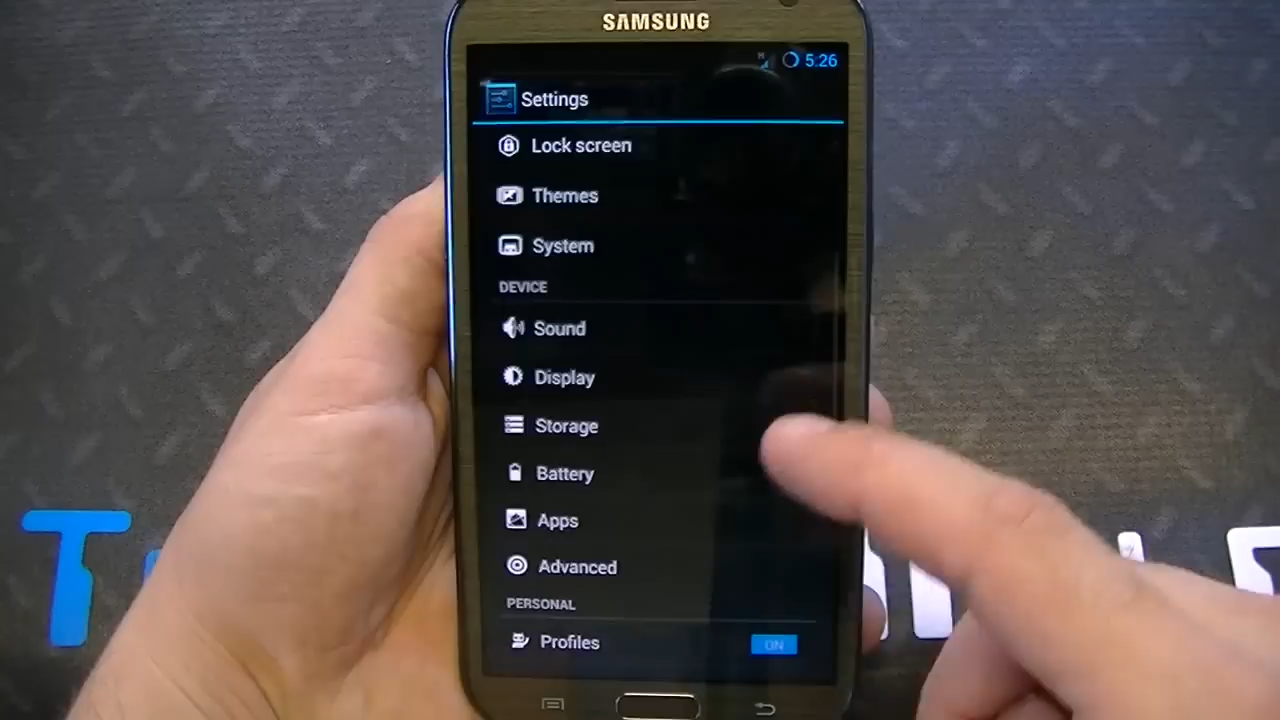 SAMSUNG
5:26
Settings
Lock screen
Themes
System
DEVICE
Sound
Display
Storage
Battery
Apps
Advanced
PERSONAL
Profiles
ON